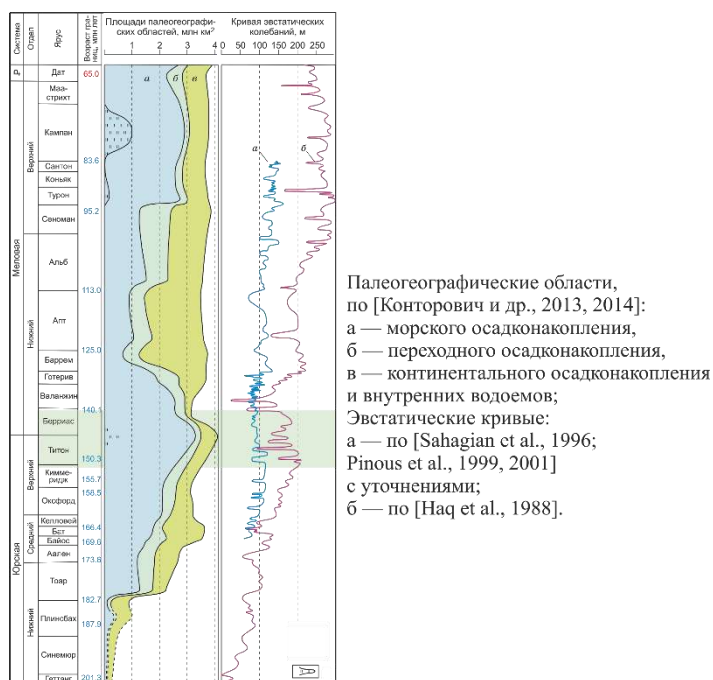 Система
Отдел
Ярус
Возраст границ, млн лет
Площади палеогеографи-
ских областей, млн км²
1 2 3 4
Кривая эвстатических
колебаний, м
0 50 100 150 200 250
а б в
Дат
65.0
Маа-
стрихт
Кампан
83.6
Сантон
Коньяк
Турон
95.2
Сеноман
Альб
113.0
Апт
125.0
Баррем
Готерив
Валанжин
Берриас
Титон
150.3
Кимме-
ридж
155.7
158.5
Оксфорд
Келловей
166.4
Бат
Байос
169.6
Аален
173.8
Тоар
182.7
Плинсбах
187.9
Синемюр
Геттанг
201.3
Меловая
Верхний
Нижний
Юрская
Верхний
Средний
Нижний
а
б
Палеогеографические области,
по [Конторович и др., 2013, 2014]:
а — морского осадконакопления,
б — переходного осадконакопления,
в — континентального осадконакопления
и внутренних водоемов;
Эвстатические кривые:
а — по [Sahagian et al., 1996;
Pinous et al., 1999, 2001]
с уточнениями;
б — по [Haq et al., 1988].